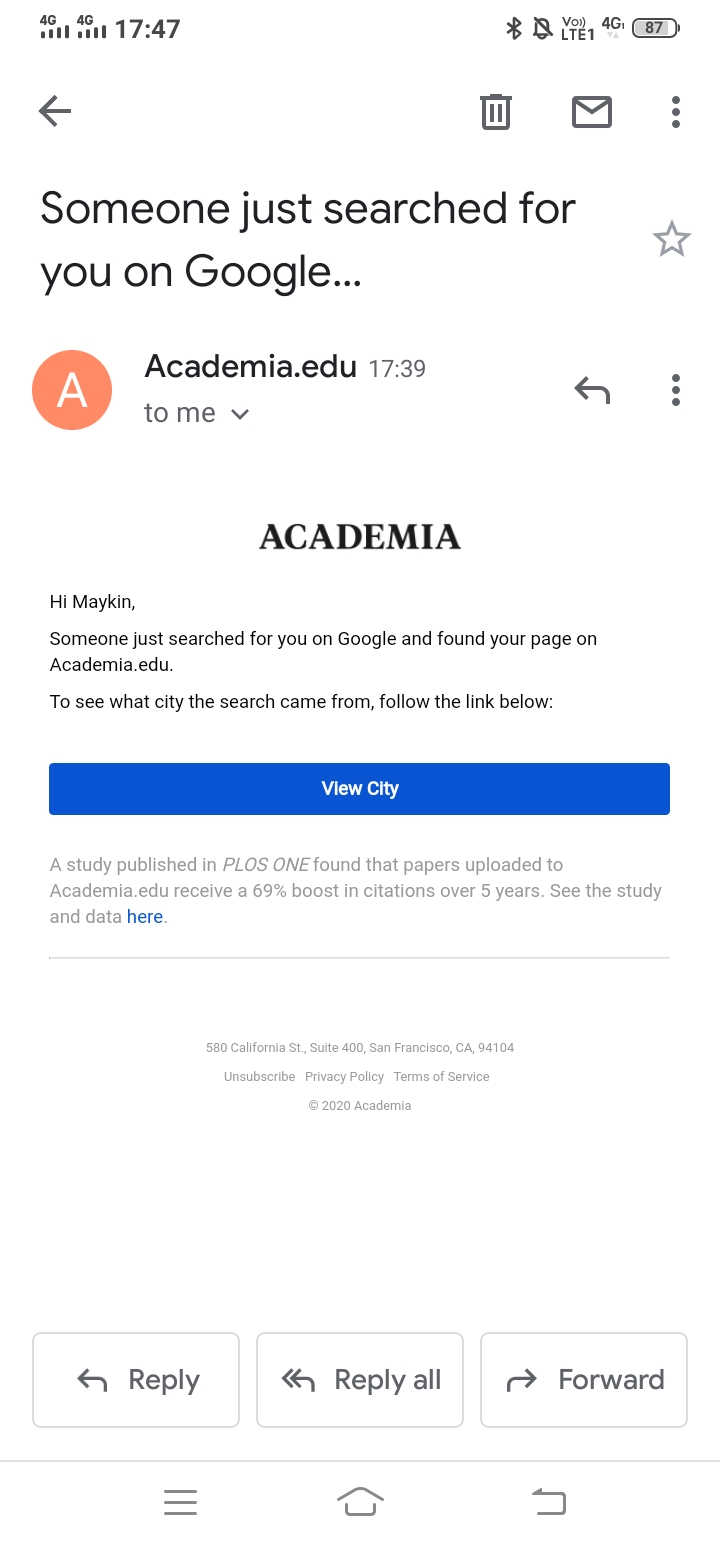 4G 4G 17:47 Vo)) LTE1 4G1 87
Someone just searched for
you on Google...
A
Academia.edu 17:39
to me
ACADEMIA
Hi Maykin,
Someone just searched for you on Google and found your page on
Academia.edu.
To see what city the search came from, follow the link below:
View City
A study published in PLOS ONE found that papers uploaded to
Academia.edu receive a 69% boost in citations over 5 years. See the study
and data here.
580 California St., Suite 400, San Francisco, CA, 94104
Unsubscribe Privacy Policy Terms of Service
© 2020 Academia
Reply Reply all Forward